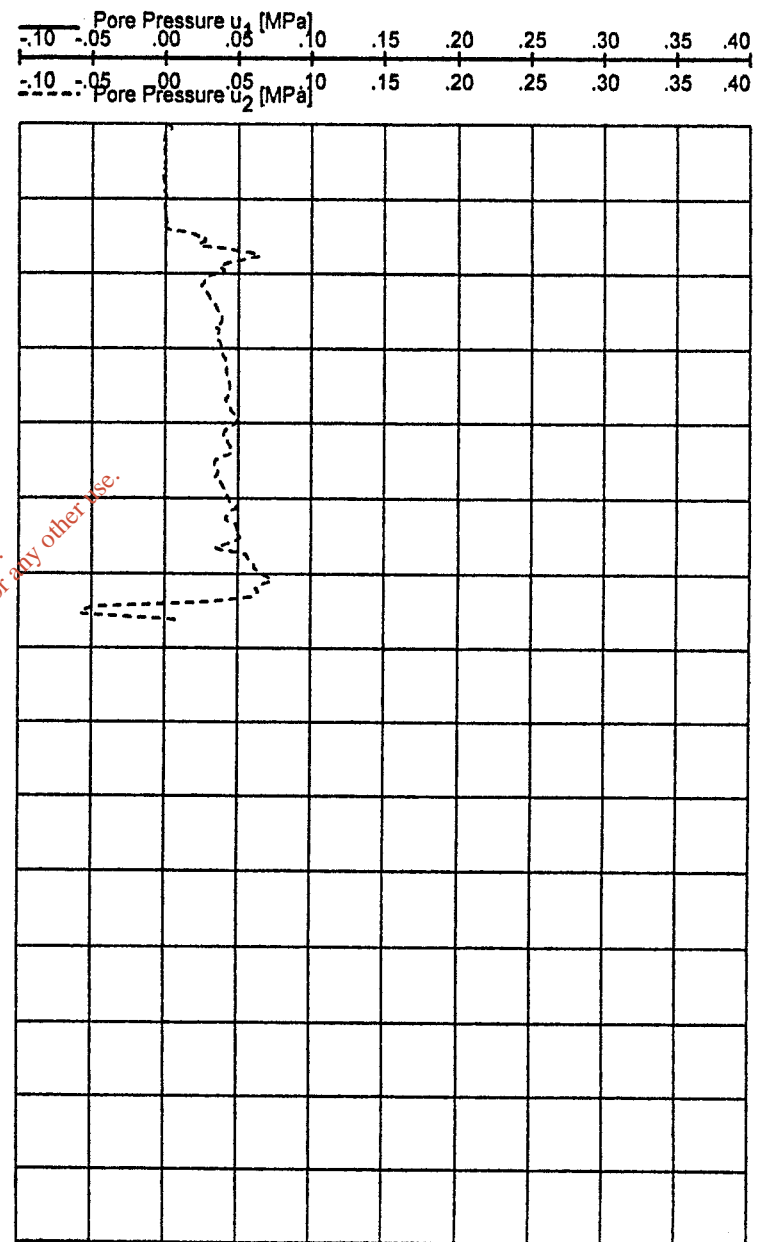 Pore Pressure u1 [MPa]
-.10 -.05 .00 .05 .10 .15 .20 .25 .30 .35 .40
-.10 -.05 .00 .05 .10 .15 .20 .25 .30 .35 .40
Pore Pressure u2 [MPa]
any other use.